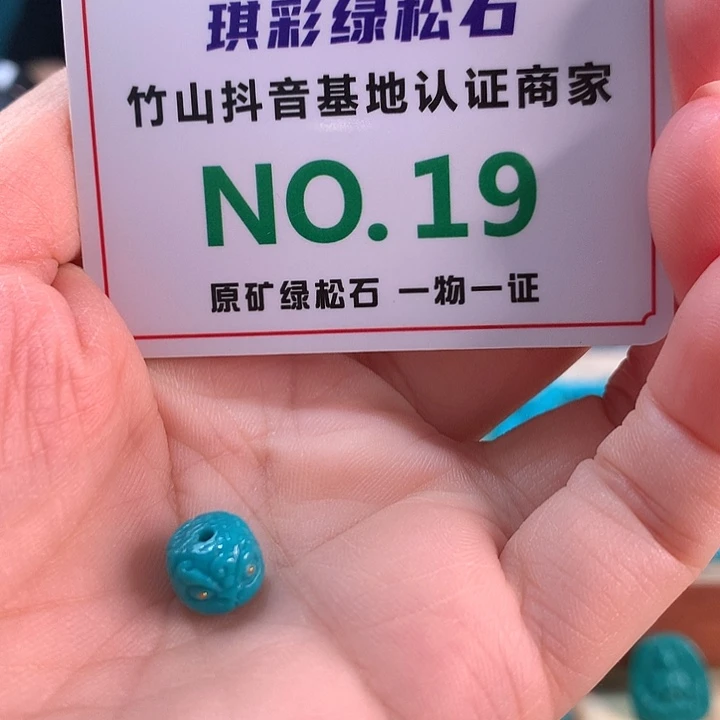 琪彩绿松石
竹山抖音基地认证商家
NO.19
原矿绿松石 一物一证